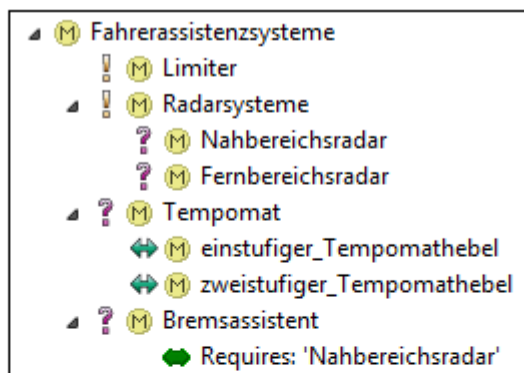 M Fahrerassistenzsysteme
! M Limiter
! M Radarsysteme
? M Nahbereichsradar
? M Fernbereichsradar
? M Tempomat
M einstufiger_Tempomathebel
M zweistufiger_Tempomathebel
? M Bremsassistent
Requires: 'Nahbereichsradar'